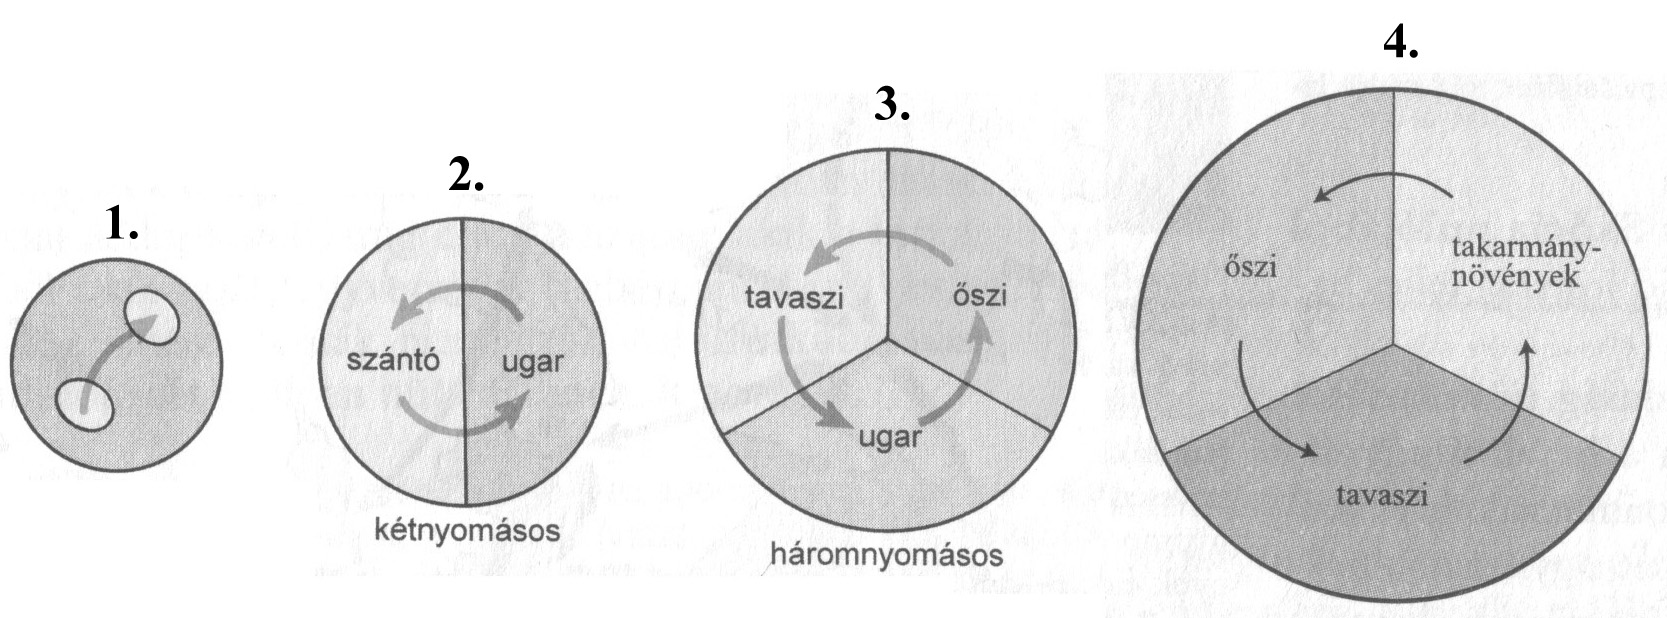 1.
2.
szántó
ugar
kétnyomásos
3.
tavaszi
őszi
ugar
háromnyomásos
4.
őszi
takarmány-
növények
tavaszi